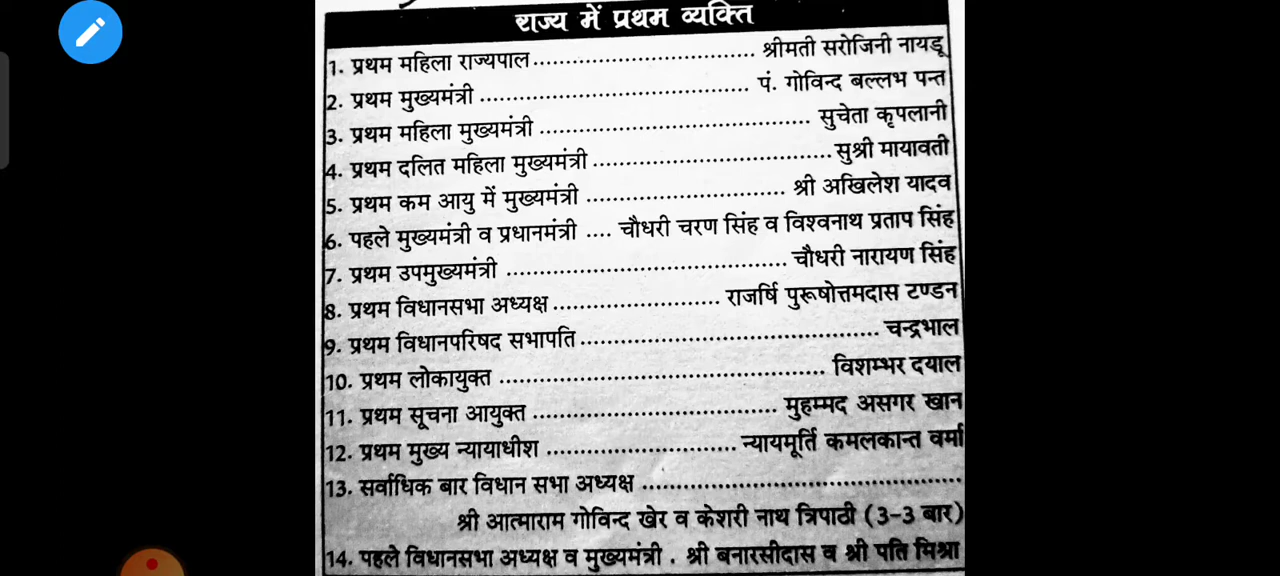 राज्य में प्रथम व्यक्ति
1. प्रथम महिला राज्यपाल ............................ श्रीमती सरोजिनी नायडू
2. प्रथम मुख्यमंत्री ........................................ पं. गोविन्द बल्लभ पन्त
3. प्रथम महिला मुख्यमंत्री ........................................ सुचेता कृपलानी
4. प्रथम दलित महिला मुख्यमंत्री .................................... सुश्री मायावती
5. प्रथम कम आयु में मुख्यमंत्री .............................. श्री अखिलेश यादव
6. पहले मुख्यमंत्री व प्रधानमंत्री .... चौधरी चरण सिंह व विश्वनाथ प्रताप सिंह
7. प्रथम उपमुख्यमंत्री .......................................... चौधरी नारायण सिंह
8. प्रथम विधानसभा अध्यक्ष ......................... राजर्षि पुरूषोत्तमदास टण्डन
9. प्रथम विधानपरिषद सभापति ............................................. चन्द्रभाल
10. प्रथम लोकायुक्त ................................................. विशम्भर दयाल
11. प्रथम सूचना आयुक्त ..................................... मुहम्मद असगर खान
12. प्रथम मुख्य न्यायाधीश ............................. न्यायमूर्ति कमलकान्त वर्मा
13. सर्वाधिक बार विधान सभा अध्यक्ष ................................................
श्री आत्माराम गोविन्द खेर व केशरी नाथ त्रिपाठी (3-3 बार)
14. पहले विधानसभा अध्यक्ष व मुख्यमंत्री . श्री बनारसीदास व श्री पति मिश्रा